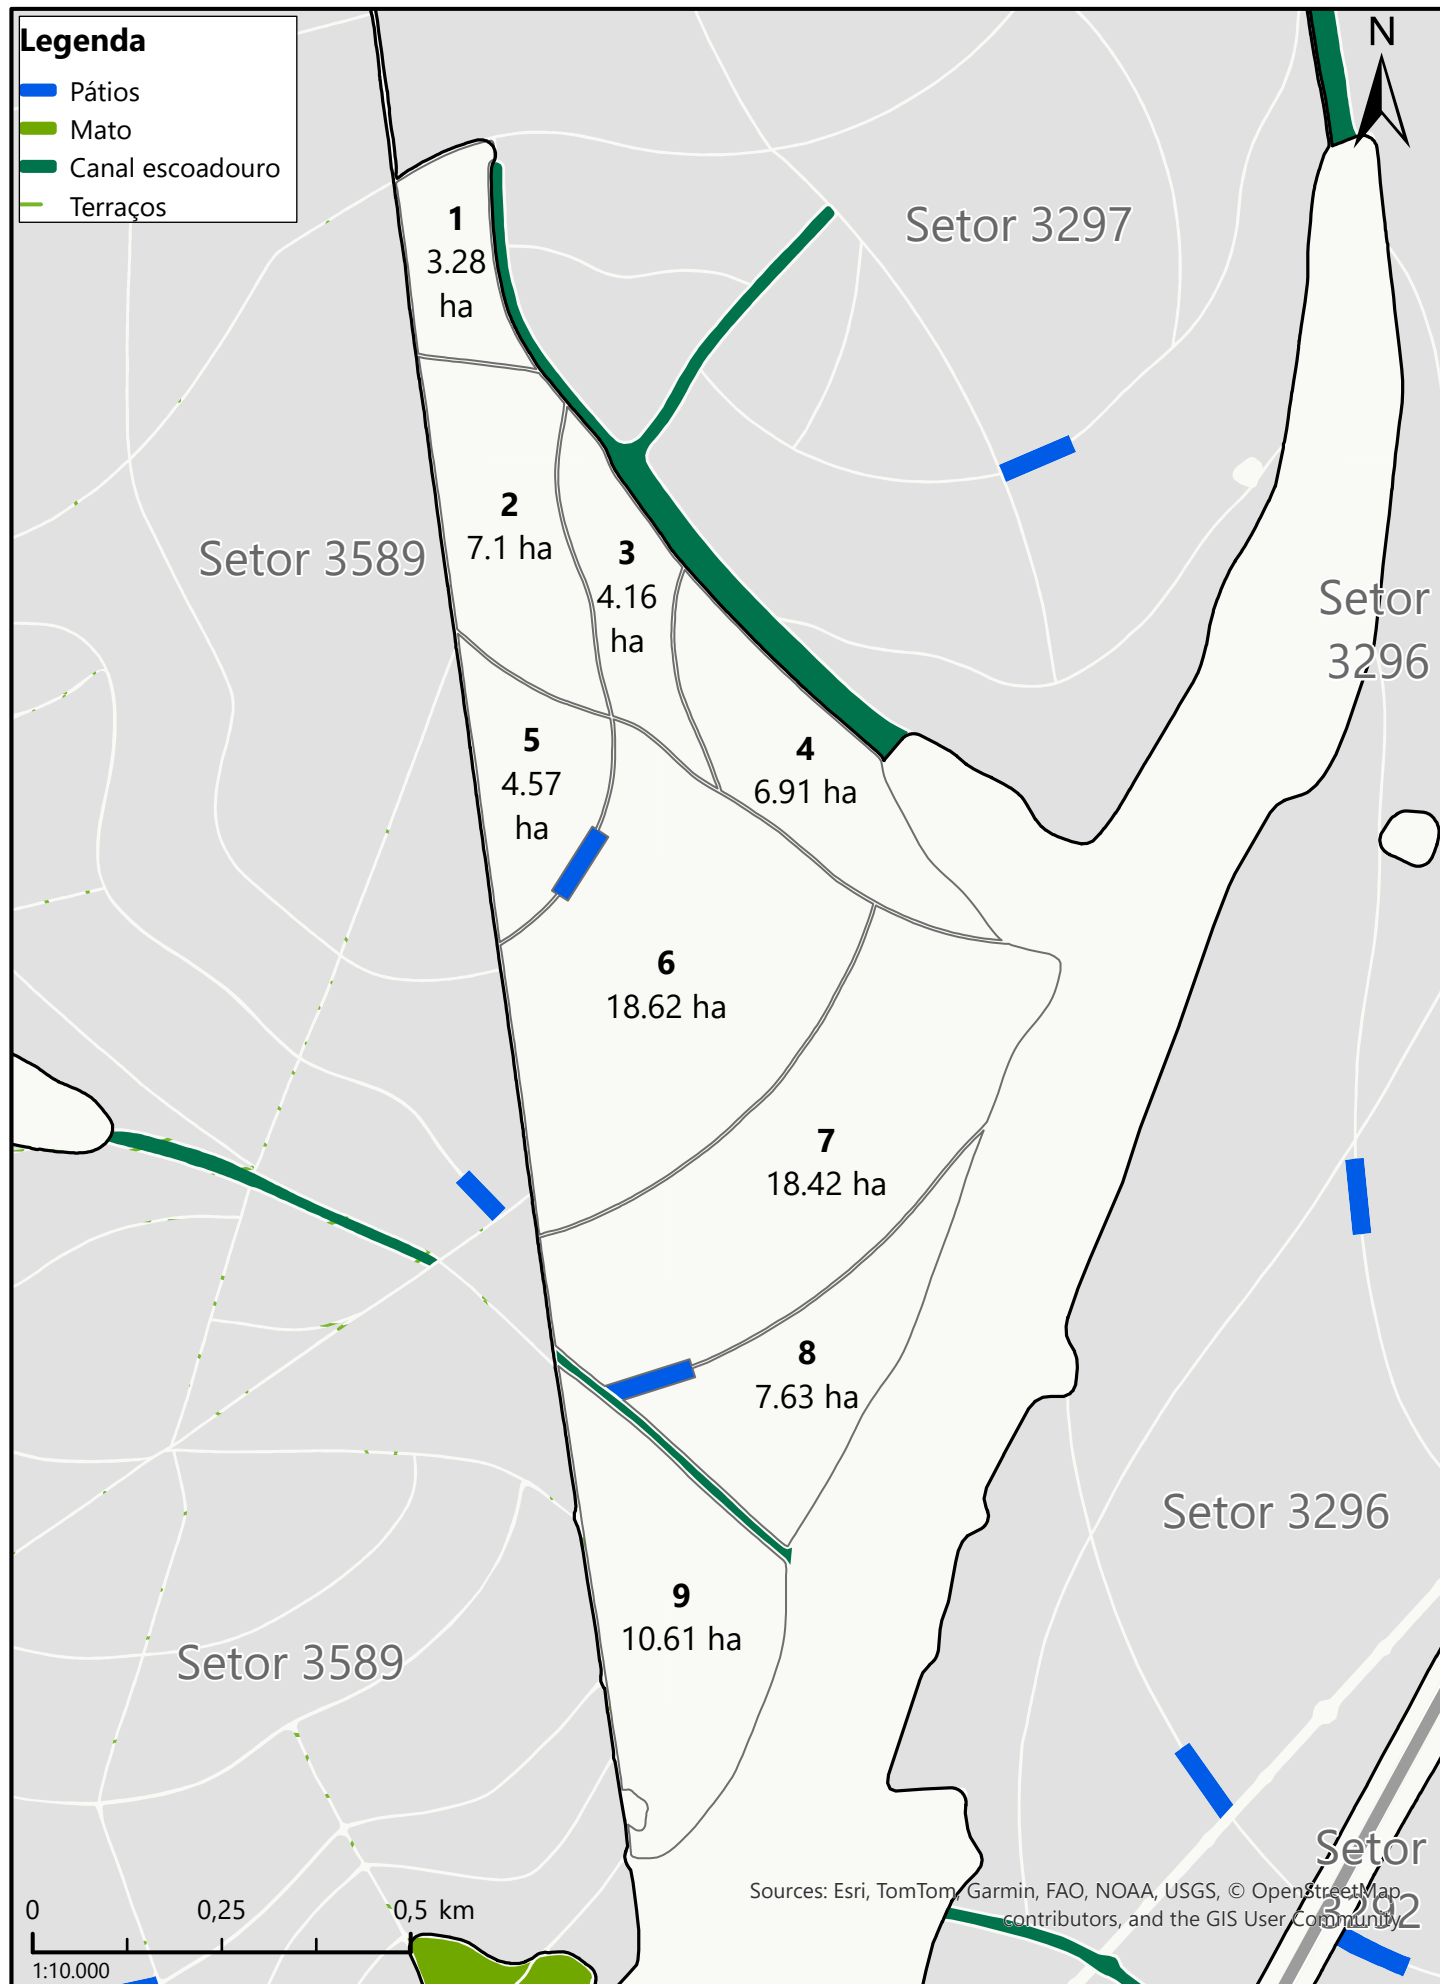 Legenda
Pátios
Mato
Canal escoadouro
Terraços
N
Setor 3297
1
3.28
ha
2
7.1 ha
3
4.16
ha
Setor 3589
Setor
3296
4
6.91 ha
5
4.57
ha
6
18.62 ha
7
18.42 ha
8
7.63 ha
Setor 3296
9
10.61 ha
Setor 3589
Setor
3292
Sources: Esri, TomTom, Garmin, FAO, NOAA, USGS, © OpenStreetMap
contributors, and the GIS User Community
0 0,25 0,5 km
1:10.000